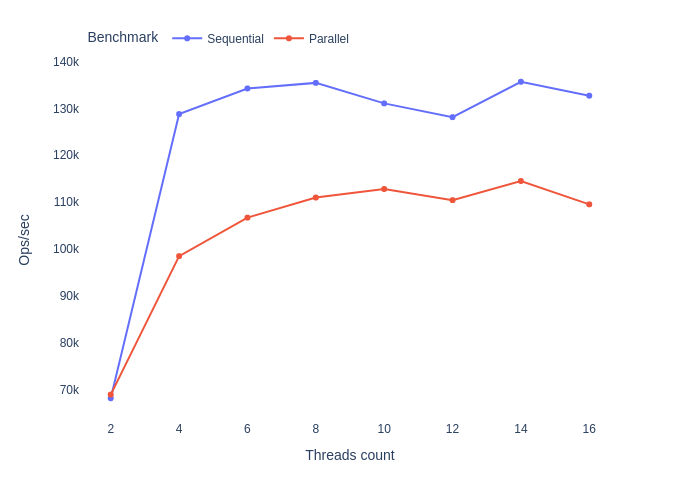 Benchmark
Sequential
Parallel
140k
130k
120k
110k
100k
90k
80k
70k
Ops/sec
2
4
6
8
10
12
14
16
Threads count